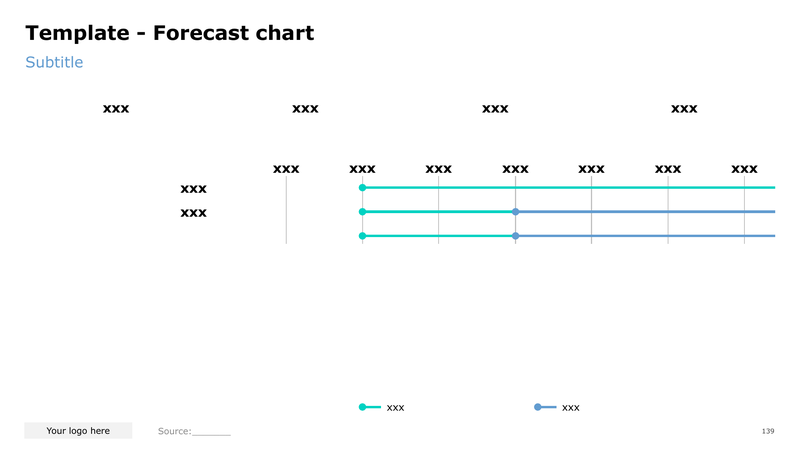 Template - Forecast chart
Subtitle
xxx xxx xxx xxx
xxx xxx xxx xxx xxx xxx xxx
xxx
xxx
xxx xxx
Your logo here Source:_______ 139